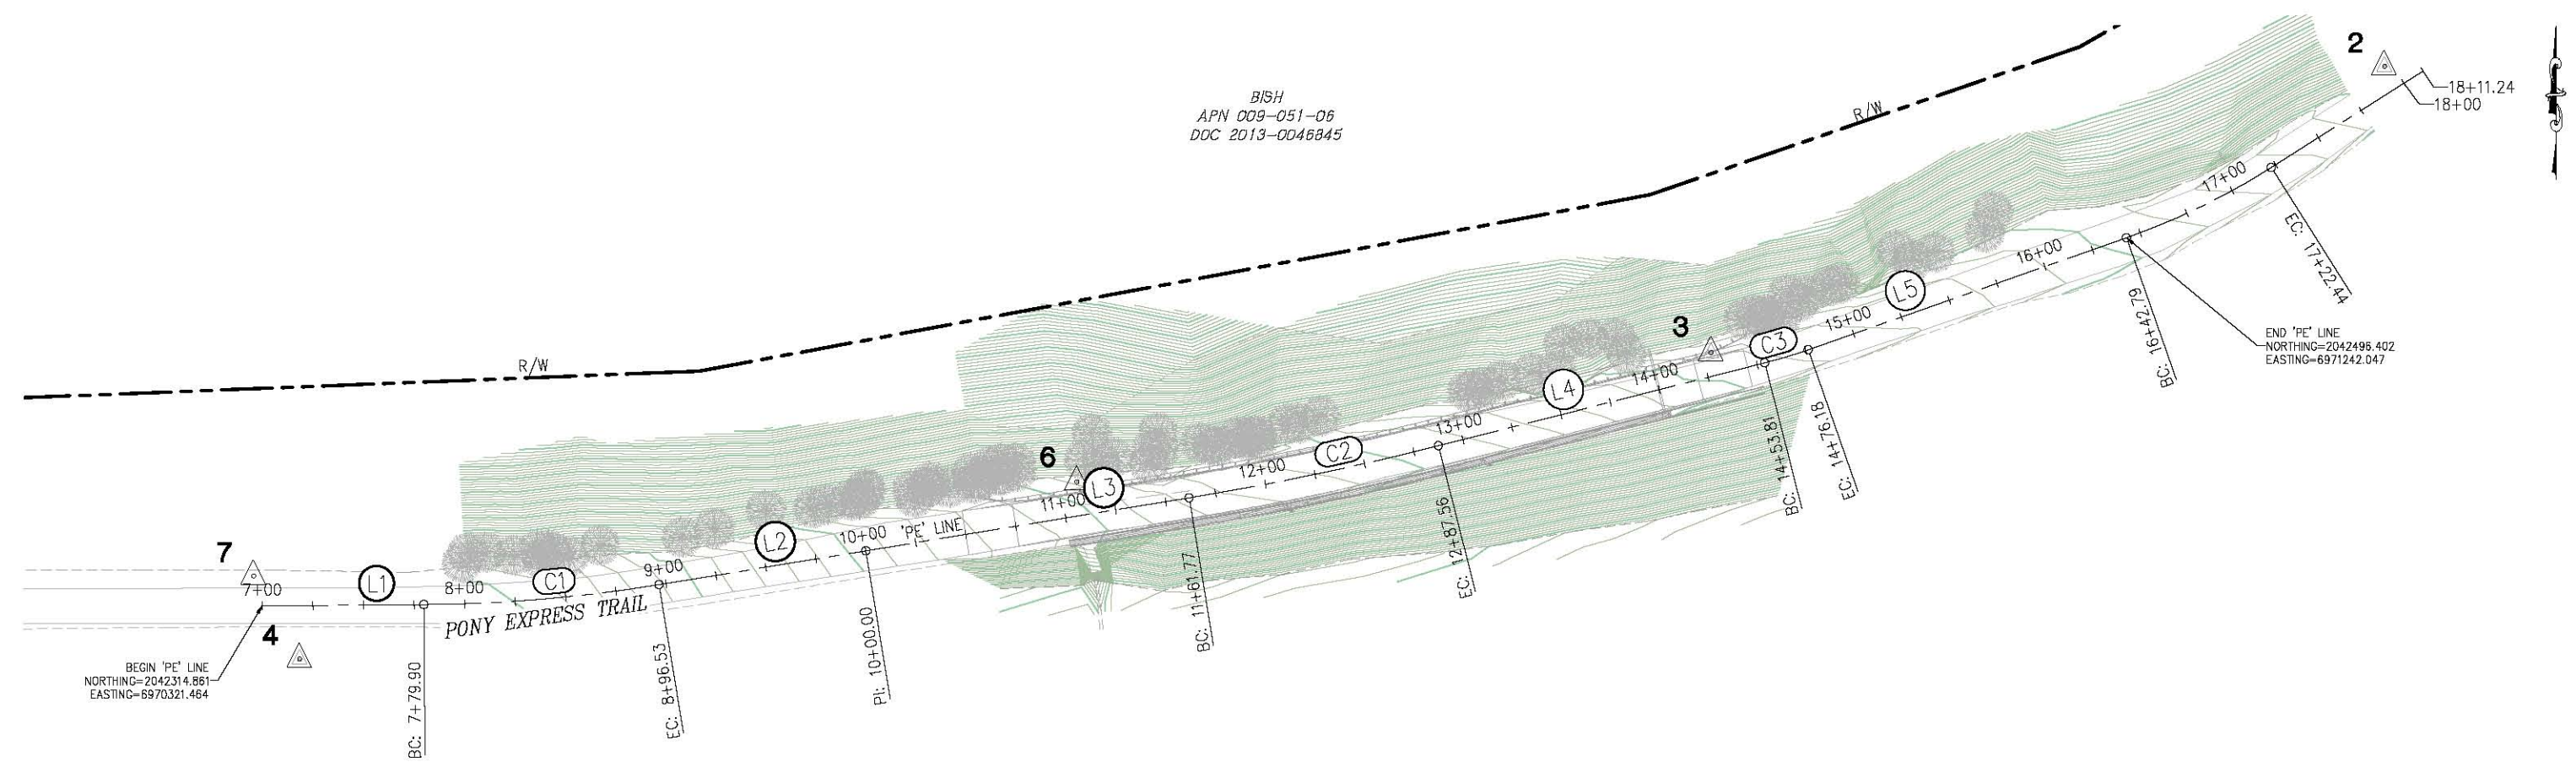 2
18+11.24
18+00
BISH
APN 009-051-06
DOC 2013-0046845
R/W
17+00
EC: 17+22.44
16+00
L5
BC: 16+42.79
END 'PE' LINE
NORTHING=2042496.402
EASTING=6971242.047
3
C3
15+00
R/W
L4
14+00
BC: 14+53.81
EC: 14+76.18
13+00
C2
12+00
EC: 12+87.56
6
L3
11+00
BC: 11+61.77
'PE' LINE
10+00
L2
PI: 10+00.00
9+00
EC: 8+96.53
7
7+00
L1
8+00
C1
PONY EXPRESS TRAIL
4
BC: 7+79.90
BEGIN 'PE' LINE
NORTHING=2042314.861
EASTING=6970321.464